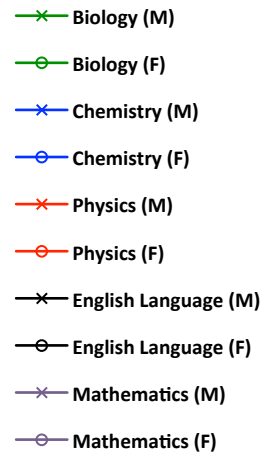 Biology (M)
Biology (F)
Chemistry (M)
Chemistry (F)
Physics (M)
Physics (F)
English Language (M)
English Language (F)
Mathematics (M)
Mathematics (F)